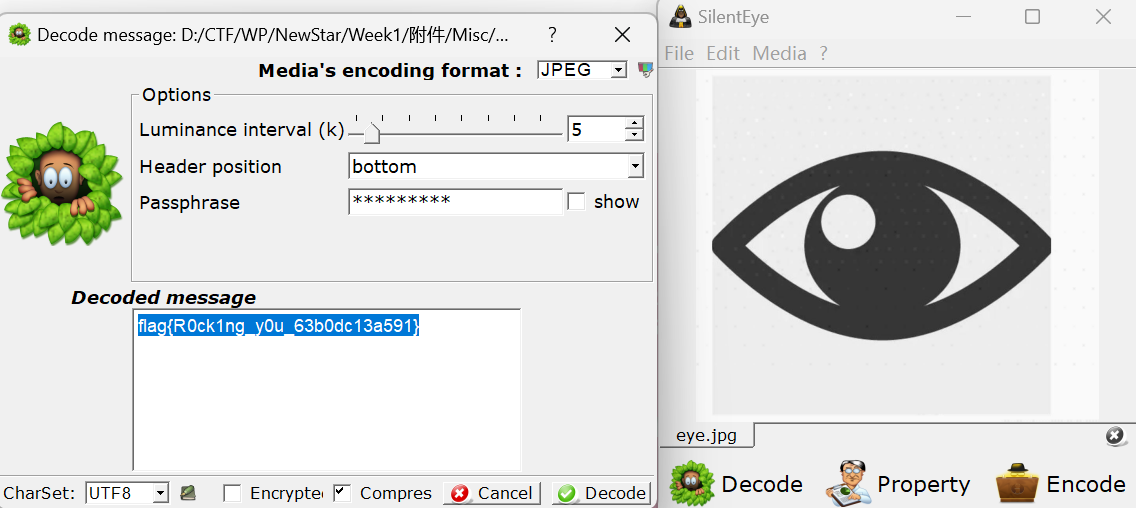 Decode message: D:/CTF/WP/NewStar/Week1/附件/Misc/... ?
Media's encoding format : JPEG
Options
Luminance interval (k) 5
Header position bottom
Passphrase ********* show
Decoded message
flag{R0ck1ng_y0u_63b0dc13a591}
CharSet: UTF8 Encrypted Compres Cancel Decode
SilentEye
File Edit Media ?
eye.jpg
Decode Property Encode